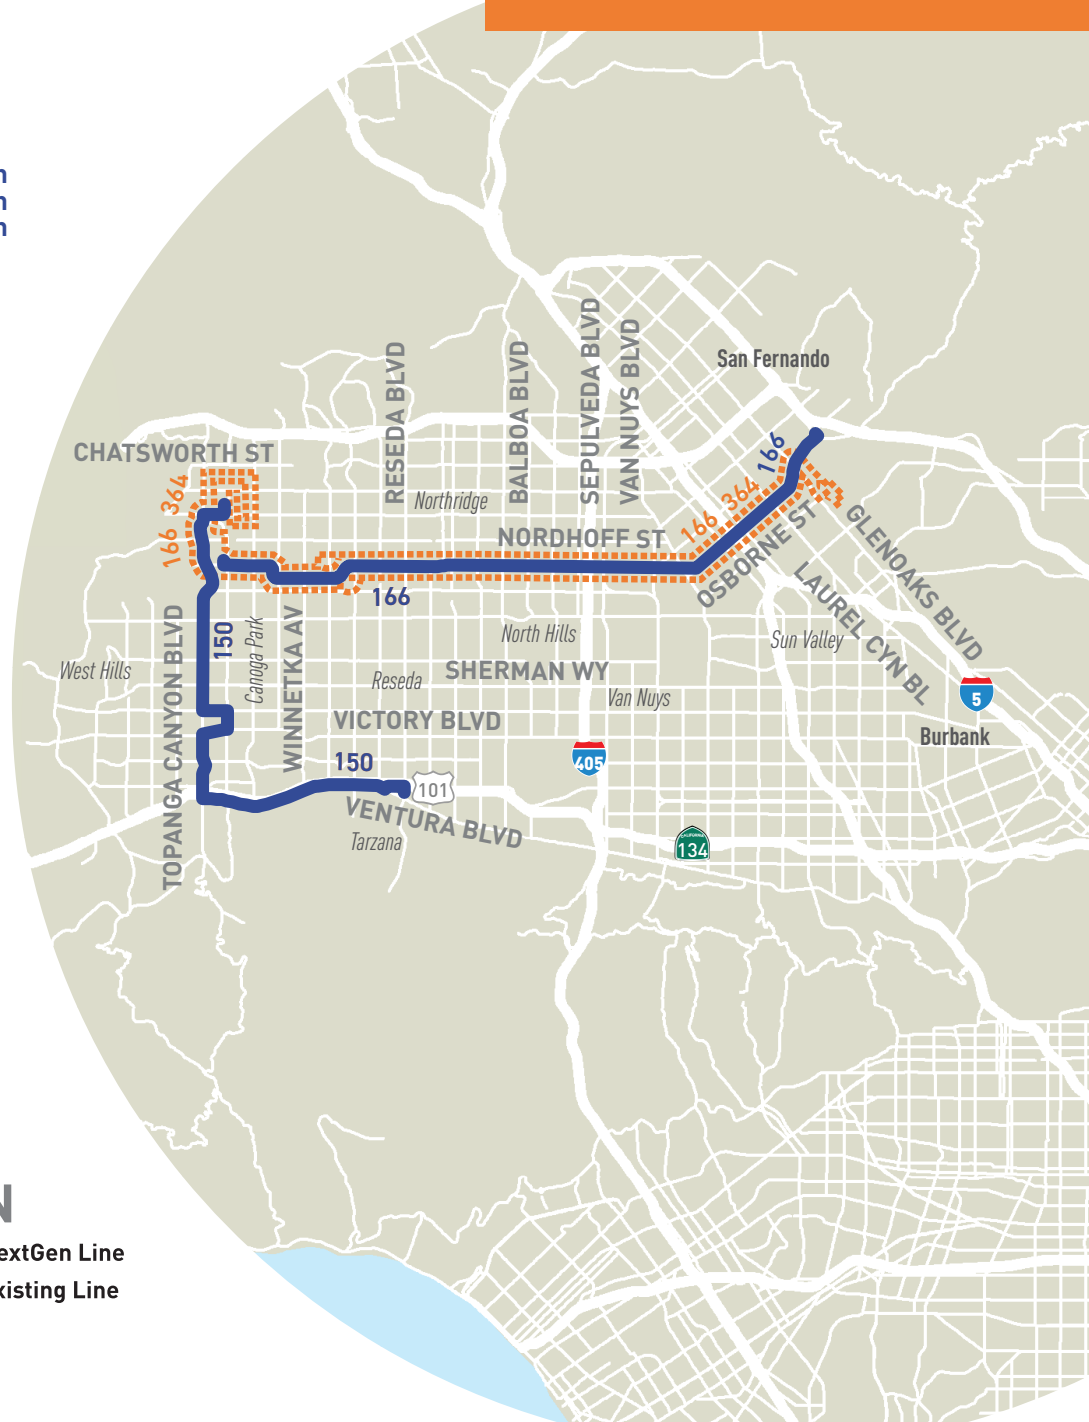 n
n
n
San Fernando
RESEDA BLVD
BALBOA BLVD
SEPULVEDA BLVD
VAN NUYS BLVD
CHATSWORTH ST
166 364
Northridge
166
166 364
NORDHOFF ST
OSBORNE ST
GLENOAKS BLVD
LAUREL CYN BL
166
150
Canoga Park
WINNETKA AV
TOPANGA CANYON BLVD
West Hills
North Hills
Sun Valley
SHERMAN WY
Reseda
Van Nuys
5
VICTORY BLVD
Burbank
150
405
101
VENTURA BLVD
Tarzana
CALIFORNIA
134
N
extGen Line
xisting Line